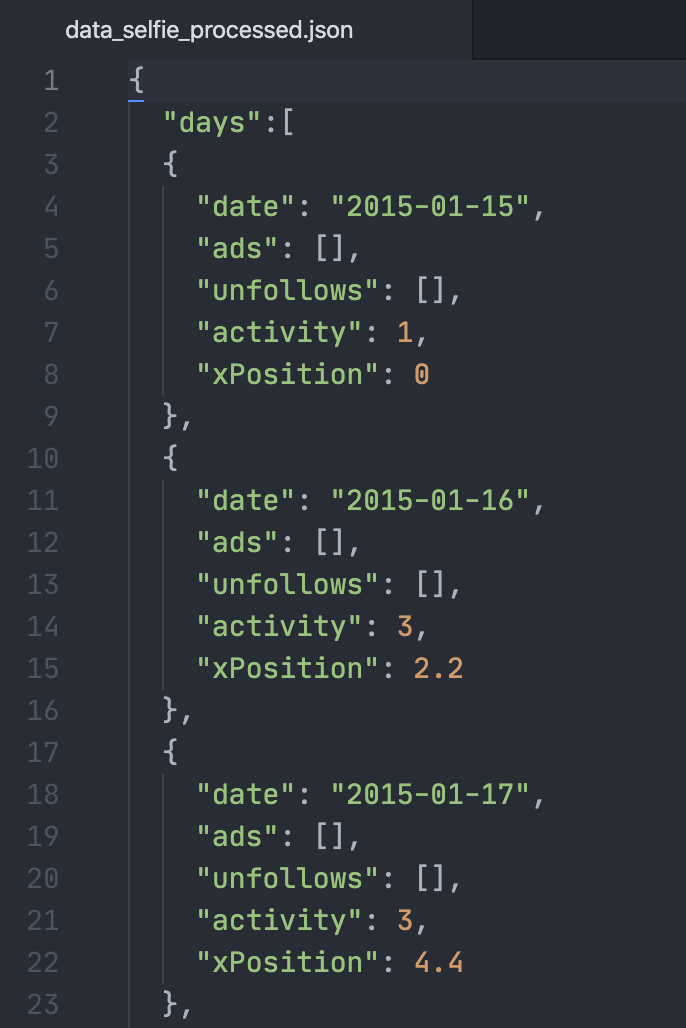 data_selfie_processed.json
1 {
2 "days":[
3 {
4 "date": "2015-01-15",
5 "ads": [],
6 "unfollows": [],
7 "activity": 1,
8 "xPosition": 0
9 },
10 {
11 "date": "2015-01-16",
12 "ads": [],
13 "unfollows": [],
14 "activity": 3,
15 "xPosition": 2.2
16 },
17 {
18 "date": "2015-01-17",
19 "ads": [],
20 "unfollows": [],
21 "activity": 3,
22 "xPosition": 4.4
23 },